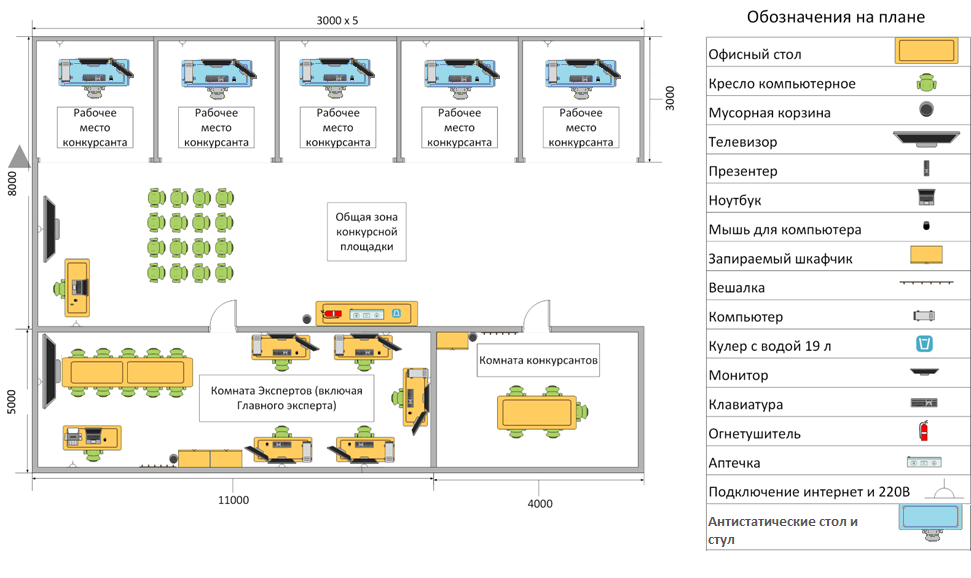 3000 x 5
Обозначения на плане
Офисный стол
Кресло компьютерное
Мусорная корзина
Телевизор
Презентер
Ноутбук
Мышь для компьютера
Запираемый шкафчик
Вешалка
Компьютер
Кулер с водой 19 л
Монитор
Клавиатура
Огнетушитель
Аптечка
Подключение интернет и 220В
Антистатические стол и
стул
Рабочее
место
конкурсанта
Рабочее
место
конкурсанта
Рабочее
место
конкурсанта
Рабочее
место
конкурсанта
Рабочее
место
конкурсанта
3000
8000
Общая зона
конкурсной
площадки
5000
Комната Экспертов (включая
Главного эксперта)
Комната конкурсантов
11000
4000